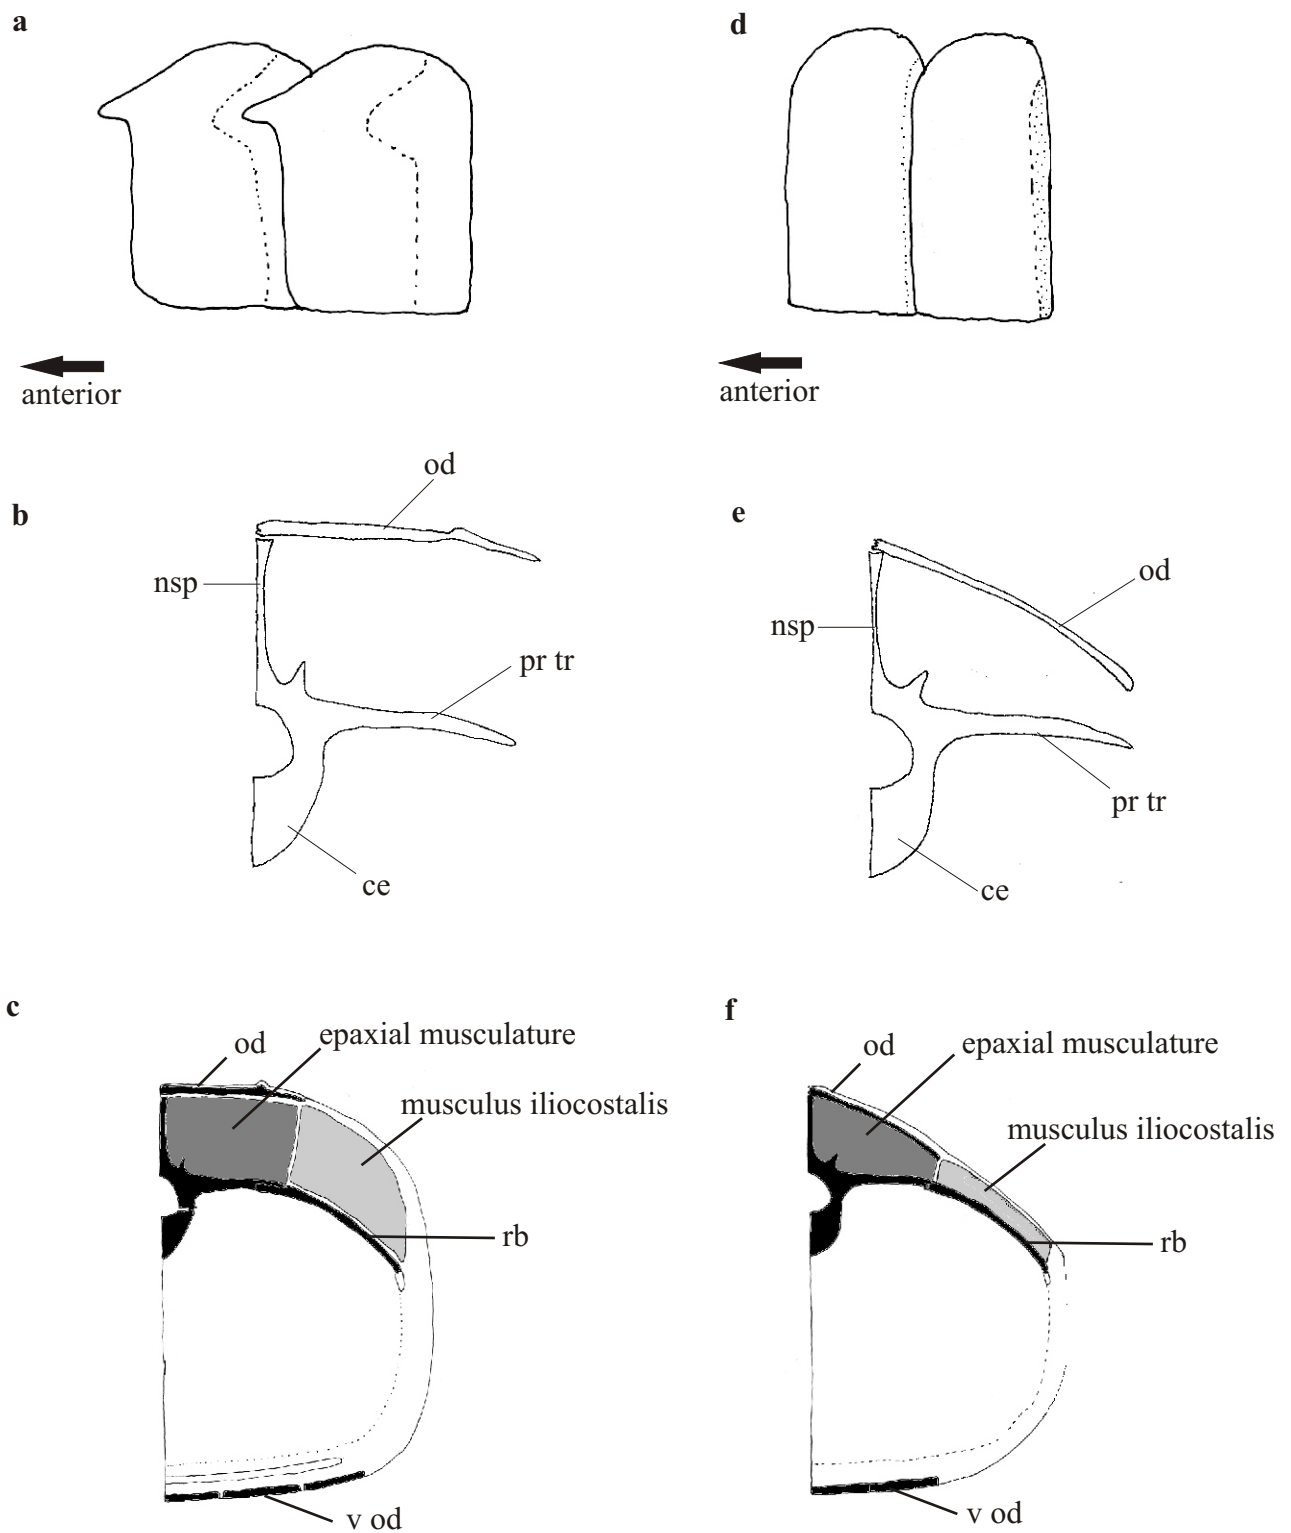 a
anterior
b
od
nsp
pr tr
ce
c
od
epaxial musculature
musculus iliocostalis
rb
v od
d
anterior
e
od
nsp
pr tr
ce
f
od
epaxial musculature
musculus iliocostalis
rb
v od